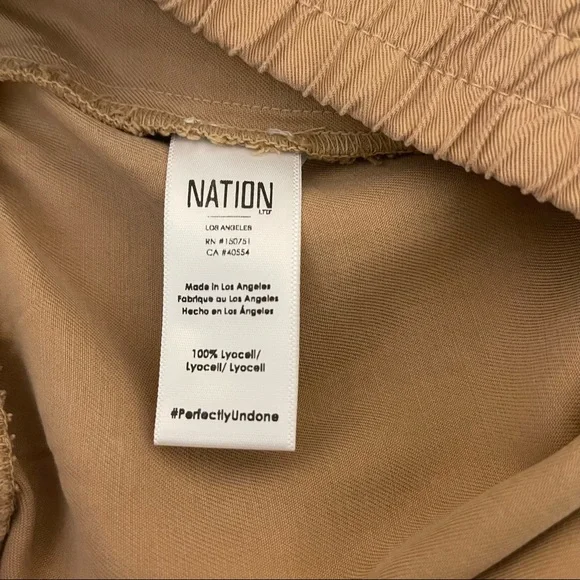 NATION
LTD
LOS ANGELES
RN #150751
CA #40554
Made in Los Angeles
Fabrique au Los Angeles
Hecho en Los Ángeles
100% Lyocell/
Lyocell/ Lyocell
#PerfectlyUndone